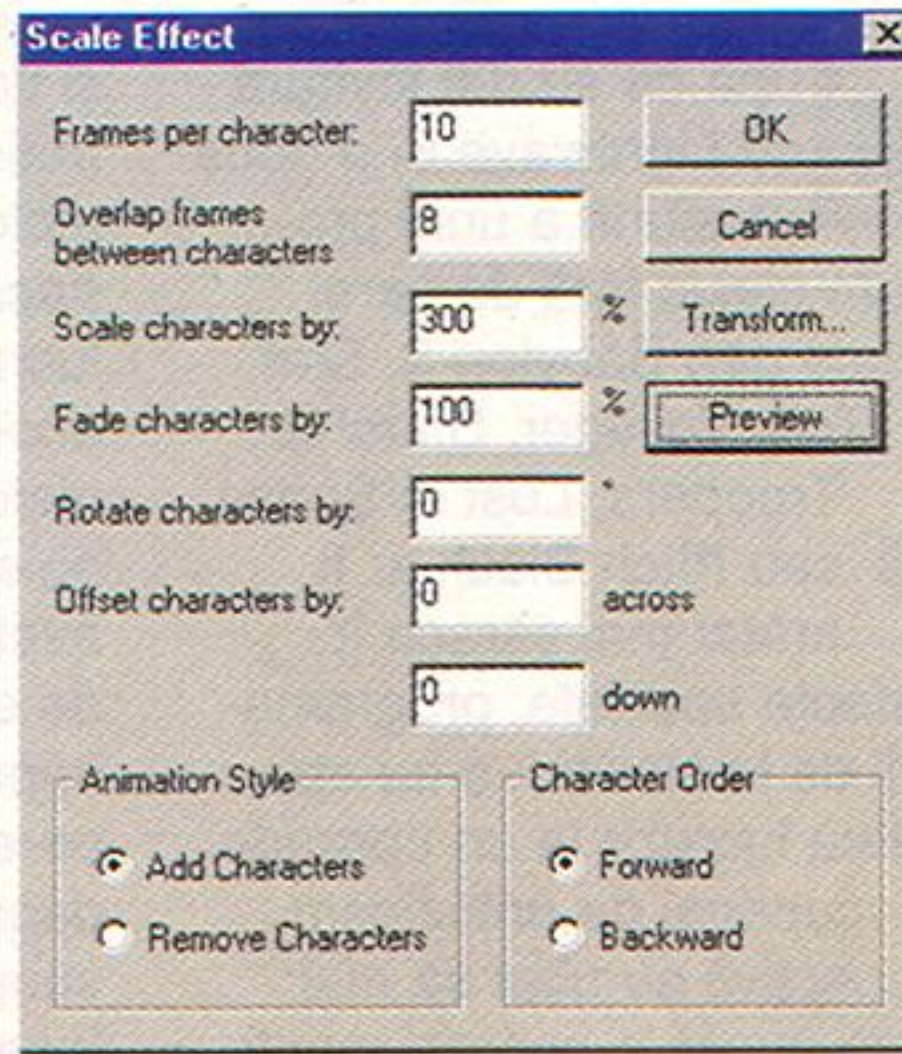 Scale Effect
Frames per character: 10 OK
Overlap frames
between characters 8 Cancel
Scale characters by: 300 % Transform...
Fade characters by: 100 % Preview
Rotate characters by: 0 °
Offset characters by: 0 across
0 down
Animation Style Character Order
Add Characters Forward
Remove Characters Backward